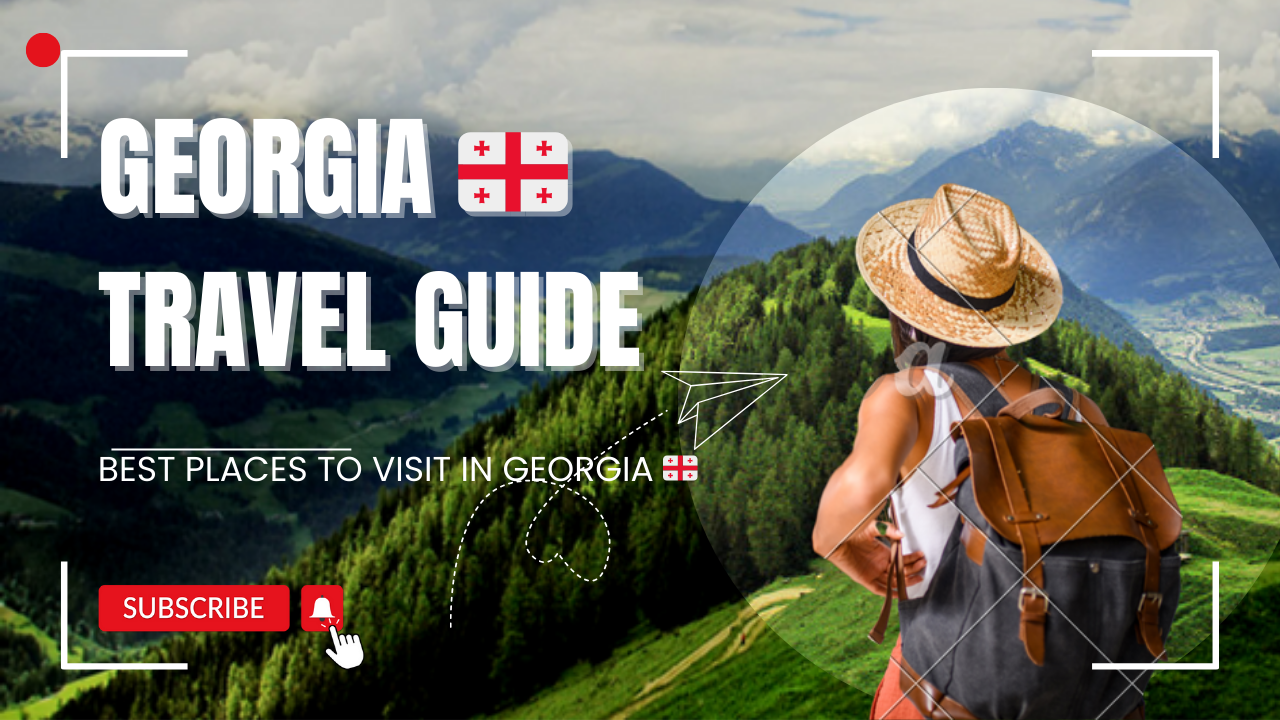 GEORGIA 🇬🇪
TRAVEL GUIDE
BEST PLACES TO VISIT IN GEORGIA 🇬🇪
SUBSCRIBE
a